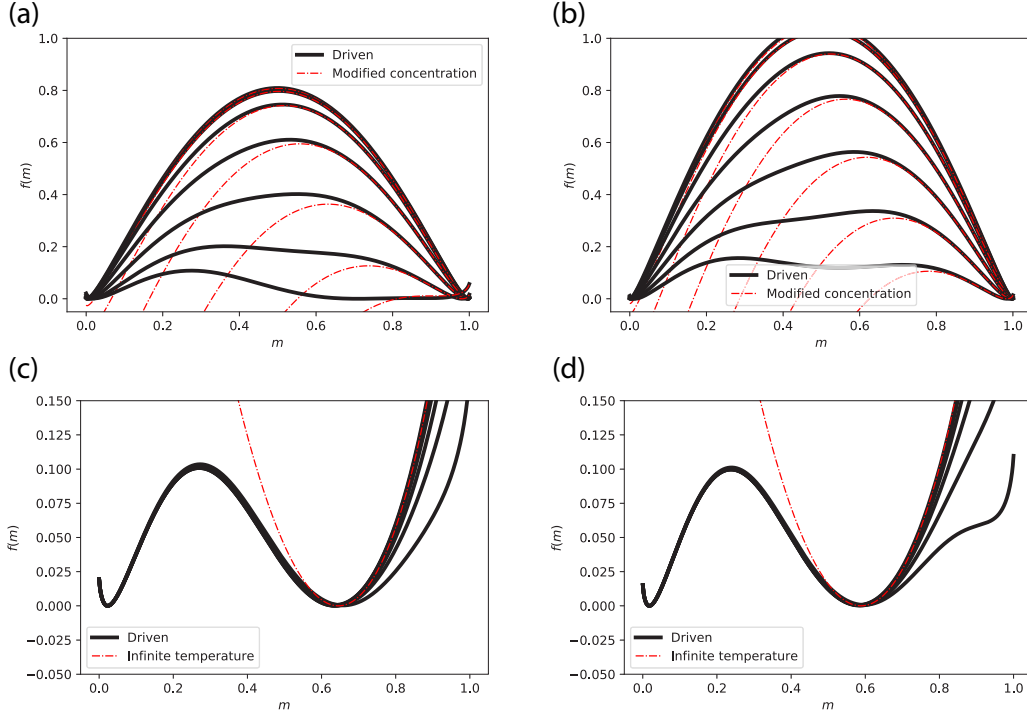 (a)
1.0
0.8
0.6
0.4
0.2
0.0
f(m)
0.0 0.2 0.4 0.6 0.8 1.0
m
Driven
Modified concentration
(b)
1.0
0.8
0.6
0.4
0.2
0.0
f(m)
0.0 0.2 0.4 0.6 0.8 1.0
m
Driven
Modified concentration
(c)
0.150
0.125
0.100
0.075
0.050
0.025
0.000
−0.025
−0.050
f(m)
0.0 0.2 0.4 0.6 0.8 1.0
m
Driven
Infinite temperature
(d)
0.150
0.125
0.100
0.075
0.050
0.025
0.000
−0.025
−0.050
f(m)
0.0 0.2 0.4 0.6 0.8 1.0
m
Driven
Infinite temperature